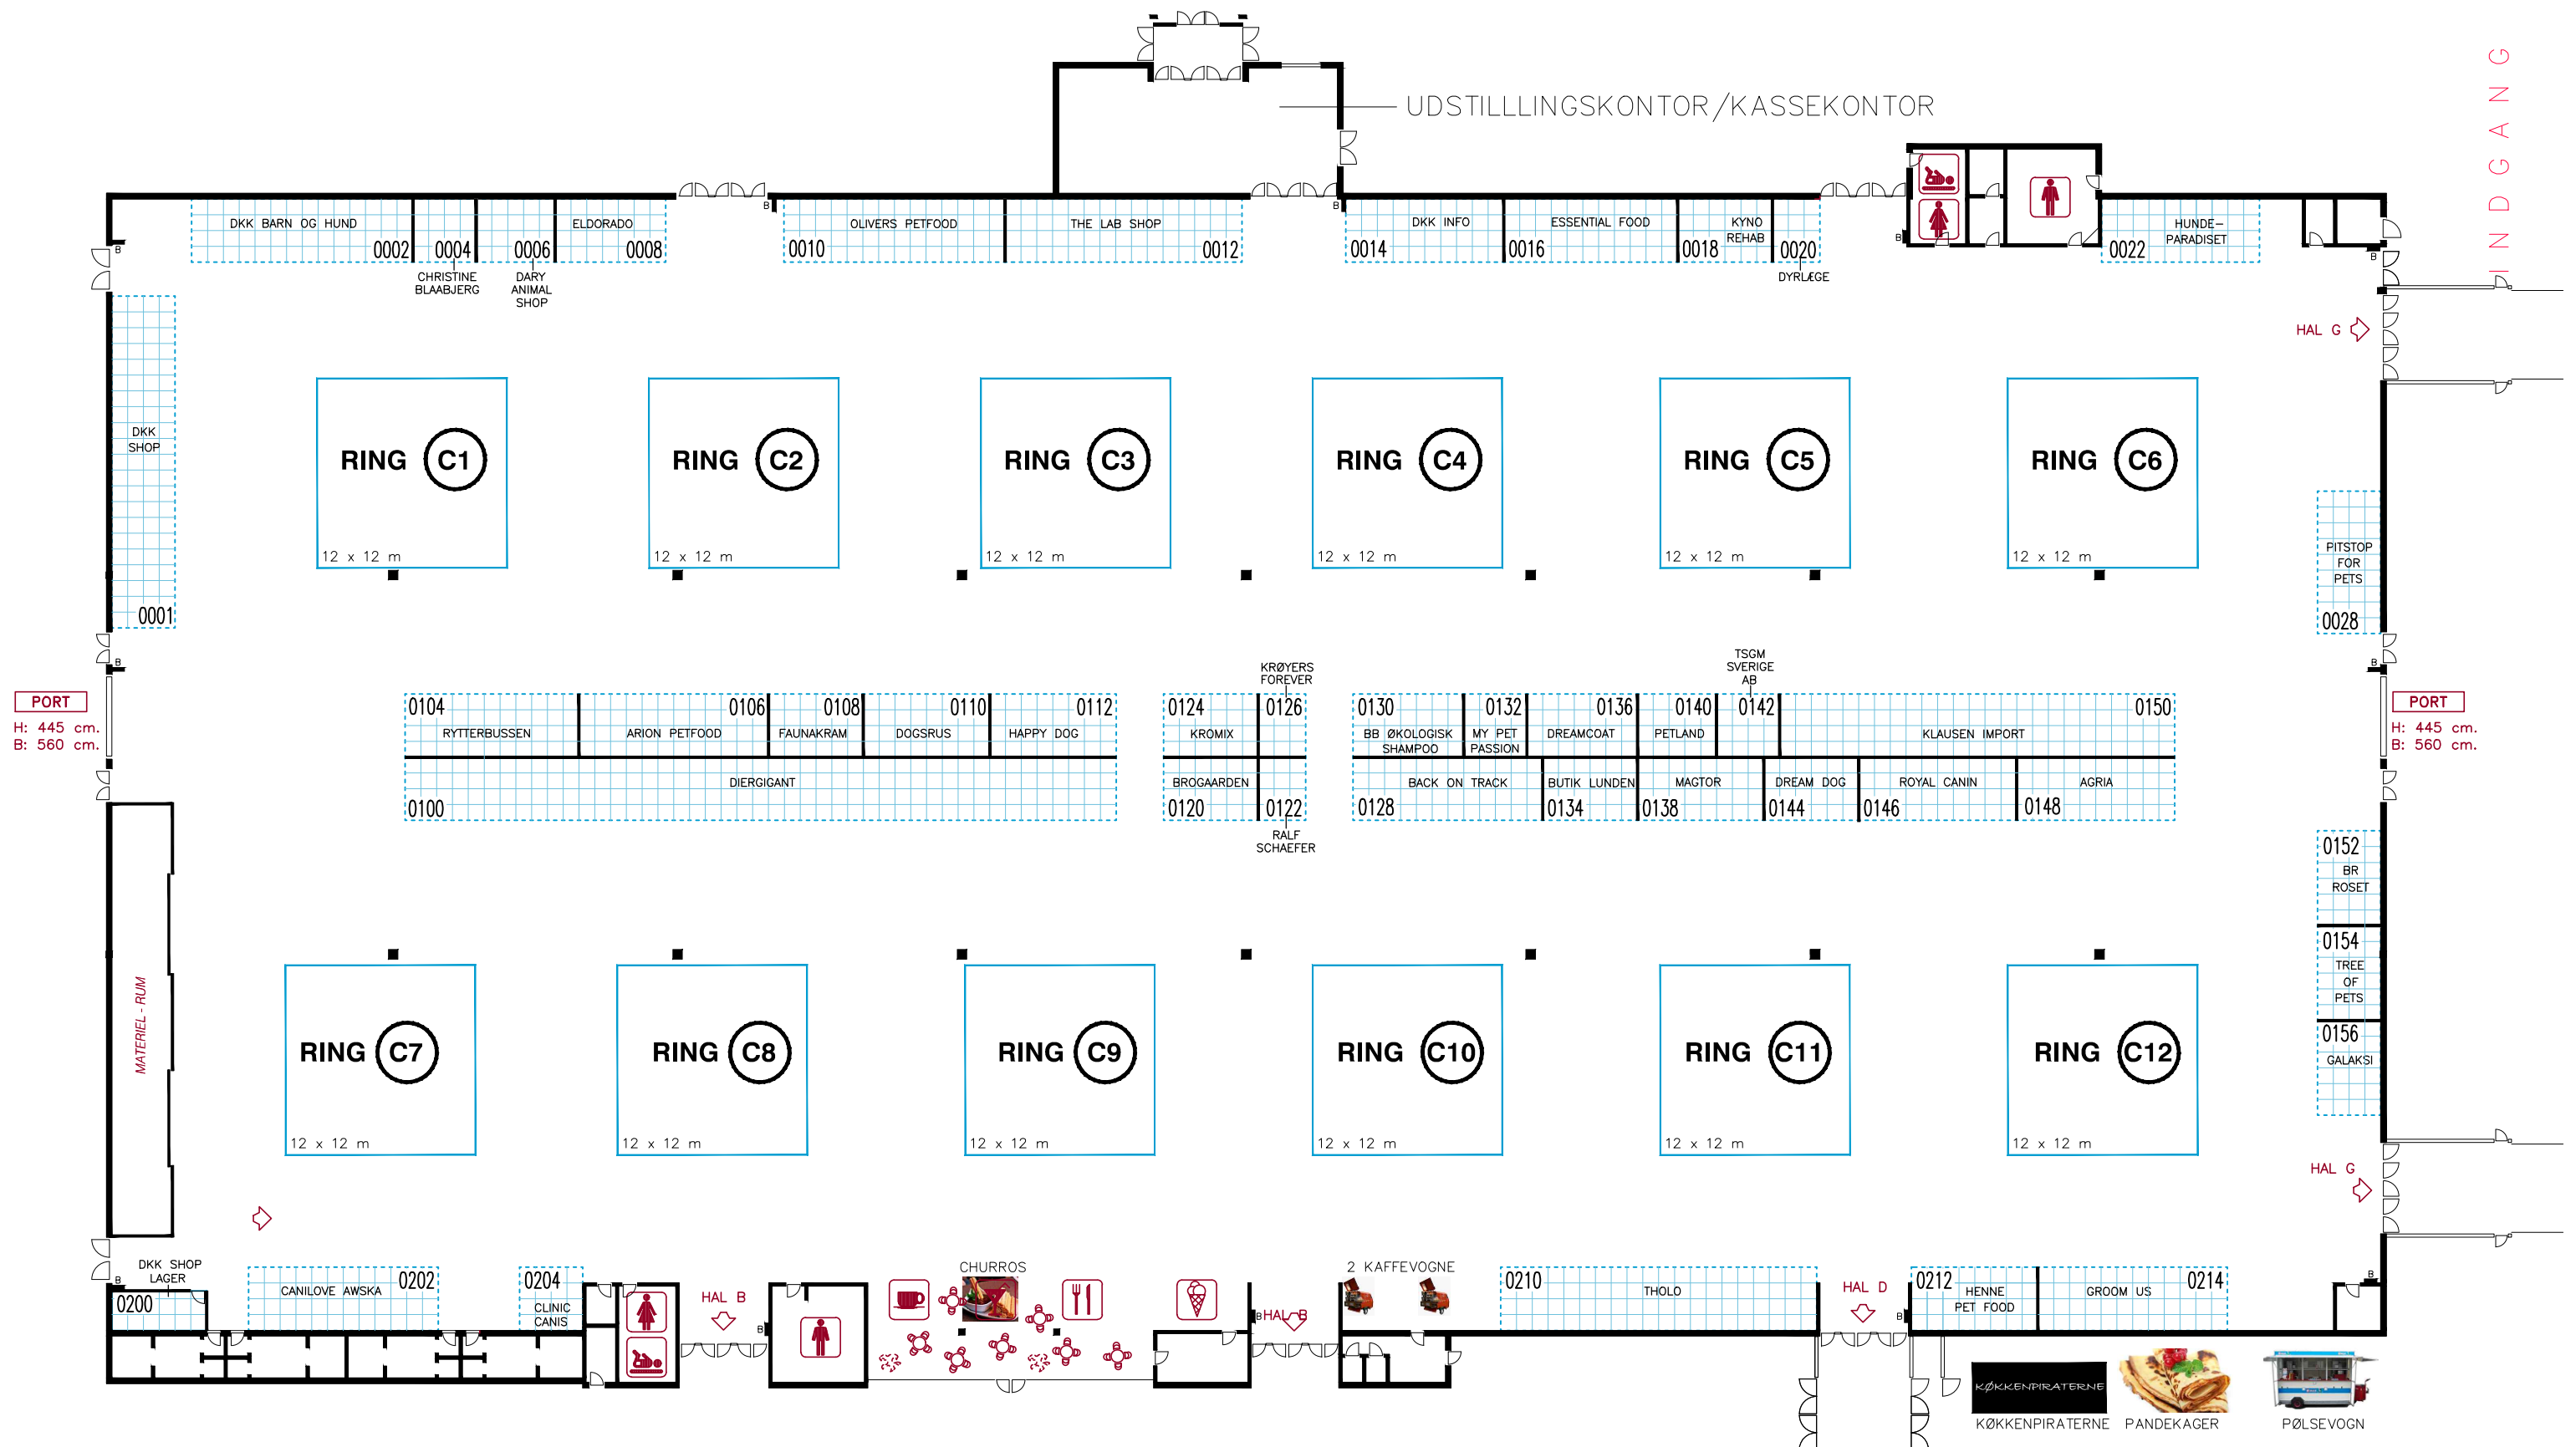 INDGANG
UDSTILLLINGSKONTOR/KASSEKONTOR
B
B
B
B
B
DKK BARN OG HUND
0002
0004
CHRISTINE
BLAABJERG
0006
DARY
ANIMAL
SHOP
ELDORADO
0008
OLIVERS PETFOOD
0010
THE LAB SHOP
0012
DKK INFO
0014
ESSENTIAL FOOD
0016
KYNO
REHAB
0018
0020
DYRLÆGE
HUNDE-
PARADISET
0022
HAL G
DKK
SHOP
0001
RING C1
12 x 12 m
RING C2
12 x 12 m
RING C3
12 x 12 m
RING C4
12 x 12 m
RING C5
12 x 12 m
RING C6
12 x 12 m
PITSTOP
FOR
PETS
0028
B
B
PORT
H: 445 cm.
B: 560 cm.
0104
RYTTERBUSSEN
0106
ARION PETFOOD
0108
FAUNAKRAM
0110
DOGSRUS
0112
HAPPY DOG
DIERGIGANT
0100
KRØYERS
FOREVER
0124
KROMIX
0126
BROGAARDEN
0120
0122
RALF
SCHAEFER
TSGM
SVERIGE
AB
0130
BB ØKOLOGISK
SHAMPOO
0132
MY PET
PASSION
0136
DREAMCOAT
0140
PETLAND
0142
0150
KLAUSEN IMPORT
BACK ON TRACK
0128
BUTIK LUNDEN
0134
MAGTOR
0138
DREAM DOG
0144
ROYAL CANIN
0146
AGRIA
0148
PORT
H: 445 cm.
B: 560 cm.
0152
BR
ROSET
0154
TREE
OF
PETS
0156
GALAKSI
MATERIEL - RUM
RING C7
12 x 12 m
RING C8
12 x 12 m
RING C9
12 x 12 m
RING C10
12 x 12 m
RING C11
12 x 12 m
RING C12
12 x 12 m
HAL G
DKK SHOP
LAGER
B
0200
CANILOVE AWSKA
0202
0204
CLINIC
CANIS
HAL B
B
CHURROS
B
HAL B
2 KAFFEVOGNE
0210
THOLO
HAL D
B
0212
HENNE
PET FOOD
GROOM US
0214
B
KØKKENPIRATERNE
KØKKENPIRATERNE
PANDEKAGER
PØLSEVOGN